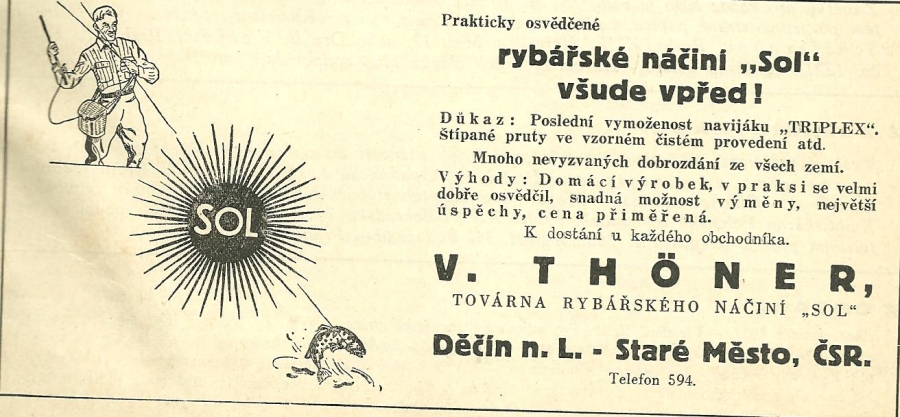 Prakticky osvědčené
rybářské náčiní „Sol“
všude vpřed!
Důkaz: Poslední vymoženost navijáku „TRIPLEX“.
Štípané pruty ve vzorném čistém provedení atd.
Mnoho nevyzvaných dobrozdání ze všech zemí.
Výhody: Domácí výrobek, v praksi se velmi
dobře osvědčil, snadná možnost výměny, největší
úspěchy, cena přiměřená.
K dostání u každého obchodníka.
SOL
V. THÖNER,
TOVÁRNA RYBÁŘSKÉHO NÁČINÍ „SOL“
Děčín n. L. - Staré Město, ČSR.
Telefon 594.